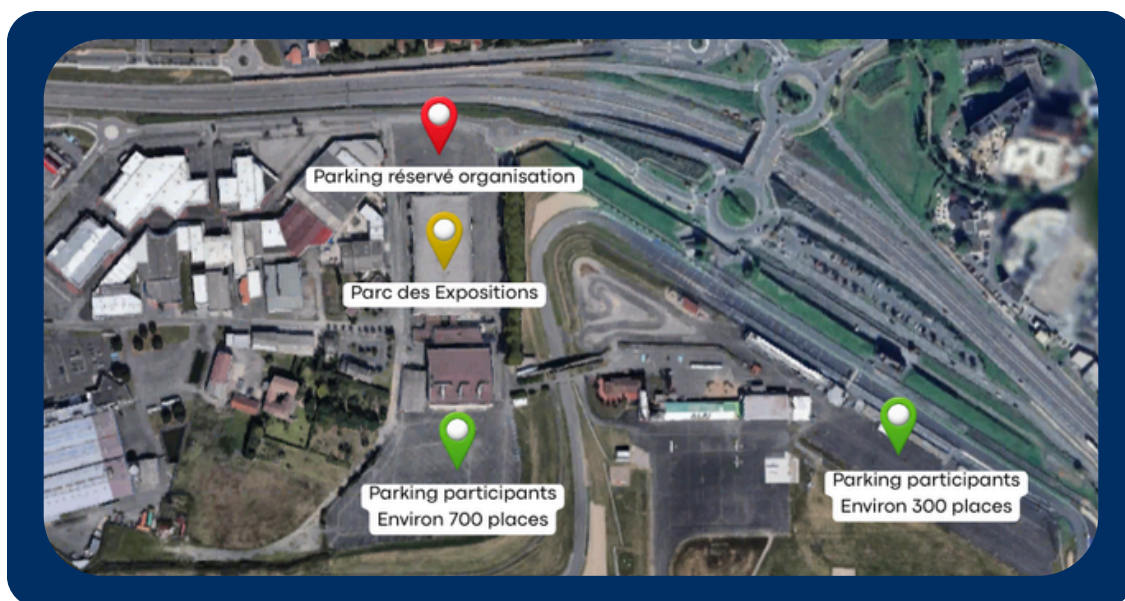 Parking réservé organisation
Parc des Expositions
Parking participants
Environ 700 places
Parking participants
Environ 300 places